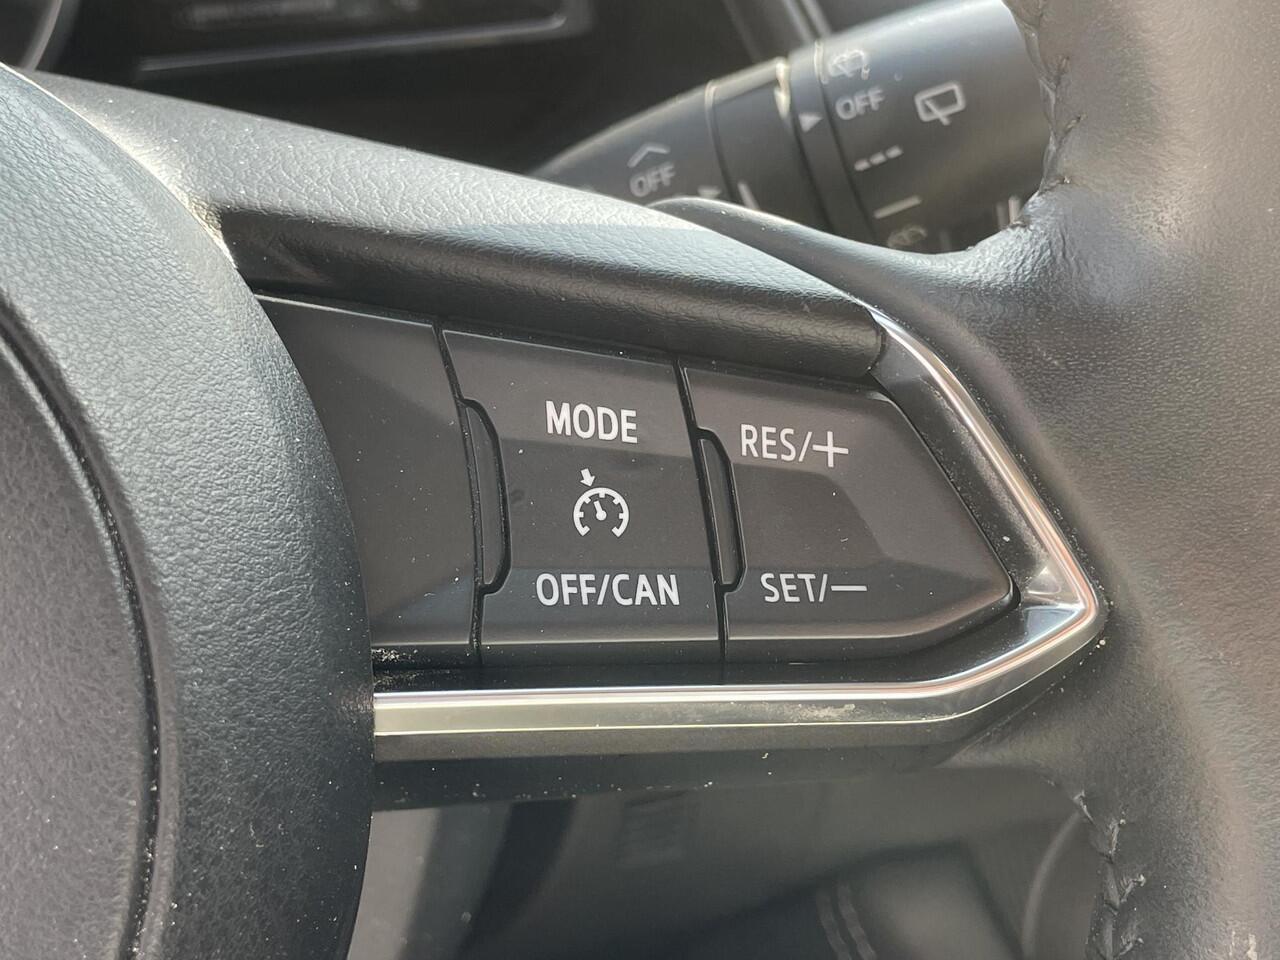 OFF
OFF
MODE
RES/+
OFF/CAN
SET/—